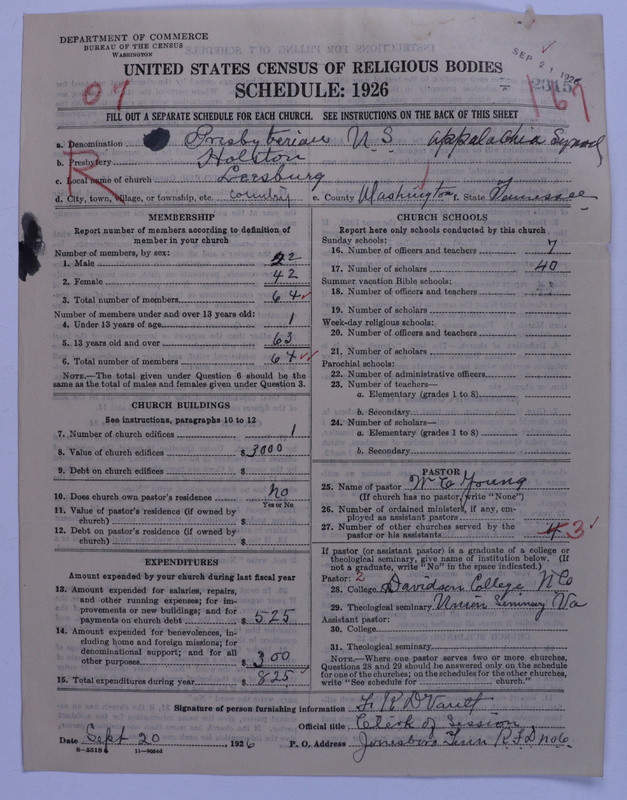 DEPARTMENT OF COMMERCE
BUREAU OF THE CENSUS
WASHINGTON
SEP 21 1926
2315
UNITED STATES CENSUS OF RELIGIOUS BODIES
SCHEDULE: 1926
07
167
FILL OUT A SEPARATE SCHEDULE FOR EACH CHURCH. SEE INSTRUCTIONS ON THE BACK OF THIS SHEET
a. Denomination Presbyterian U S Appalachia Synod
b. Presbytery Holston
R
c. Local name of church Leesburg
d. City, town, village, or township, etc. country e. County Washington f. State Tennessee
MEMBERSHIP
Report number of members according to definition of
member in your church
Number of members, by sex:
1. Male 22
2. Female 42
3. Total number of members 64
Number of members under and over 13 years old:
4. Under 13 years of age 1
5. 13 years old and over 63
6. Total number of members 64
NOTE.—The total given under Question 6 should be the
same as the total of males and females given under Question 3.
CHURCH BUILDINGS
See instructions, paragraphs 10 to 12
7. Number of church edifices 1
8. Value of church edifices $ 3000
9. Debt on church edifices $
10. Does church own pastor's residence No
Yes or No
11. Value of pastor's residence (if owned by
church) $
12. Debt on pastor's residence (if owned by
church) $
EXPENDITURES
Amount expended by your church during last fiscal year
13. Amount expended for salaries, repairs,
and other running expenses; for im-
provements or new buildings; and for
payments on church debt $ 525
14. Amount expended for benevolences, in-
cluding home and foreign missions; for
denominational support; and for all
other purposes $ 300
15. Total expenditures during year $ 825
CHURCH SCHOOLS
Report here only schools conducted by this church
Sunday schools:
16. Number of officers and teachers 7
17. Number of scholars 40
Summer vacation Bible schools:
18. Number of officers and teachers
19. Number of scholars
Week-day religious schools:
20. Number of officers and teachers
21. Number of scholars
Parochial schools:
22. Number of administrative officers
23. Number of teachers—
a. Elementary (grades 1 to 8)
b. Secondary
24. Number of scholars—
a. Elementary (grades 1 to 8)
b. Secondary
PASTOR
25. Name of pastor W C Young
(If church has no pastor, write "None")
26. Number of ordained ministers, if any, em-
ployed as assistant pastors
27. Number of other churches served by the
pastor or his assistants 4 3
If pastor (or assistant pastor) is a graduate of a college or
theological seminary, give name of institution below. (If
not a graduate, write "No" in the space indicated.)
Pastor: 2
28. College Davidson College N C
29. Theological seminary Union Seminary Va
Assistant pastor:
30. College
31. Theological seminary
NOTE.—Where one pastor serves two or more churches,
Questions 28 and 29 should be answered only on the schedule
for one of the churches; on the schedules for the other churches,
write "See schedule for church."
Signature of person furnishing information
Official title Clerk of Session
Date Sept 20, 1926 P. O. Address Jonesboro Tenn R.F.D no 6
8—5518 11—9054d